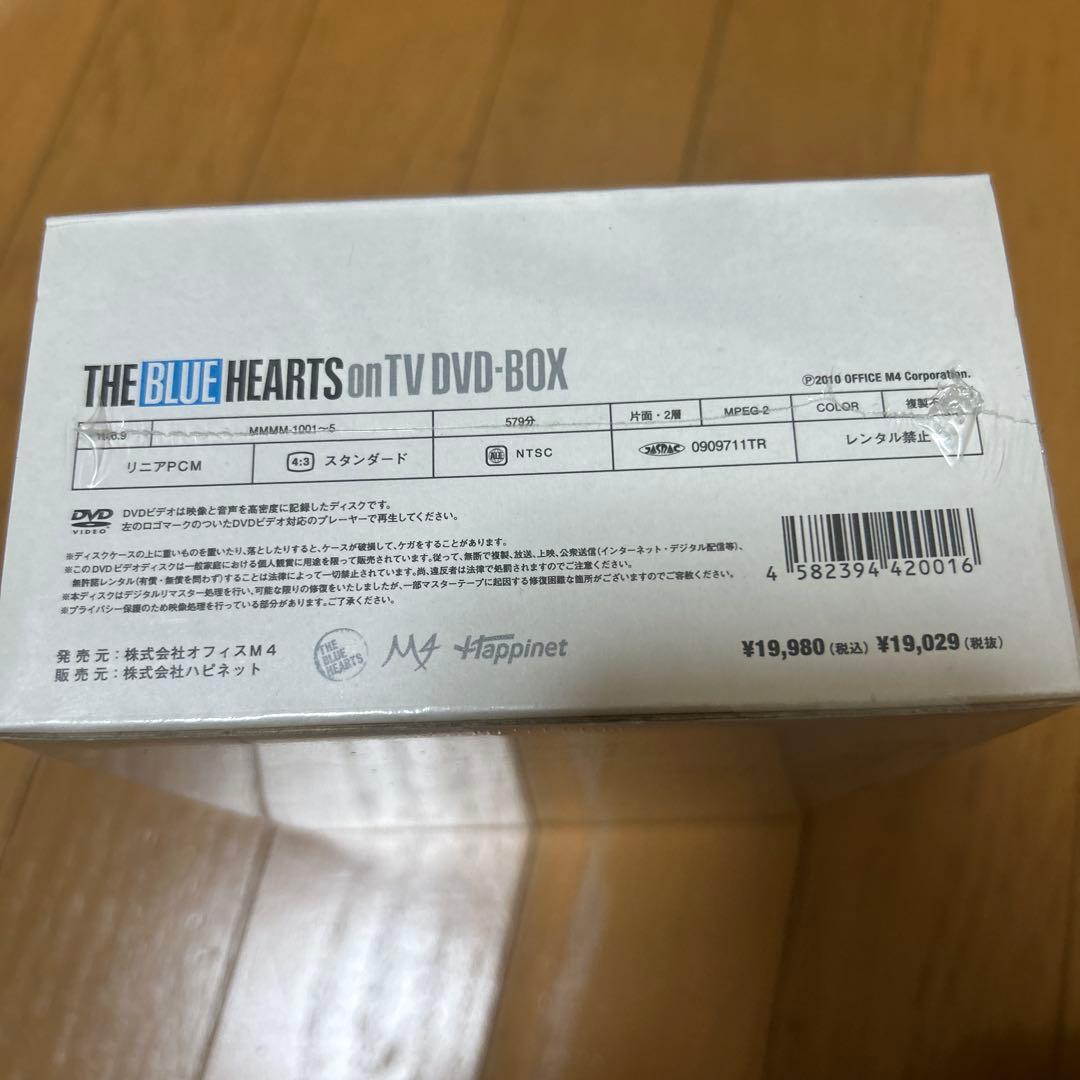 THE BLUE HEARTS on TV DVD-BOX
Ⓟ2010 OFFICE M4 Corporation.
MMMM-1001〜5 579分 片面・2層 MPEG-2 COLOR 複製
リニアPCM 4:3 スタンダード ALL NTSC JASRAC 0909711TR レンタル禁止
DVD VIDEO
DVDビデオは映像と音声を高密度に記録したディスクです。
左のロゴマークのついたDVDビデオ対応のプレーヤーで再生してください。
※ディスクケースの上に重いものを置いたり、落としたりすると、ケースが破損して、ケガをすることがあります。
※このDVDビデオディスクは一般家庭における個人観賞に用途を限って販売されています。従って、無断で複製、放送、上映、公衆送信(インターネット・デジタル配信等)、
無許諾レンタル(有償・無償を問わず)することは法律によって一切禁止されています。尚、違反者は法律で処罰されますのでご注意ください。
※本ディスクはデジタルリマスター処理を行い、可能な限りの修復をいたしましたが、一部マスターテープに起因する修復困難な箇所がございますのでご容赦ください。
※プライバシー保護のため映像処理を行っている部分があります。ご了承ください。
4 582394 420016
発売元:株式会社オフィスM4
販売元:株式会社ハピネット
THE BLUE HEARTS
M4
Happinet
¥19,980(税込) ¥19,029(税抜)